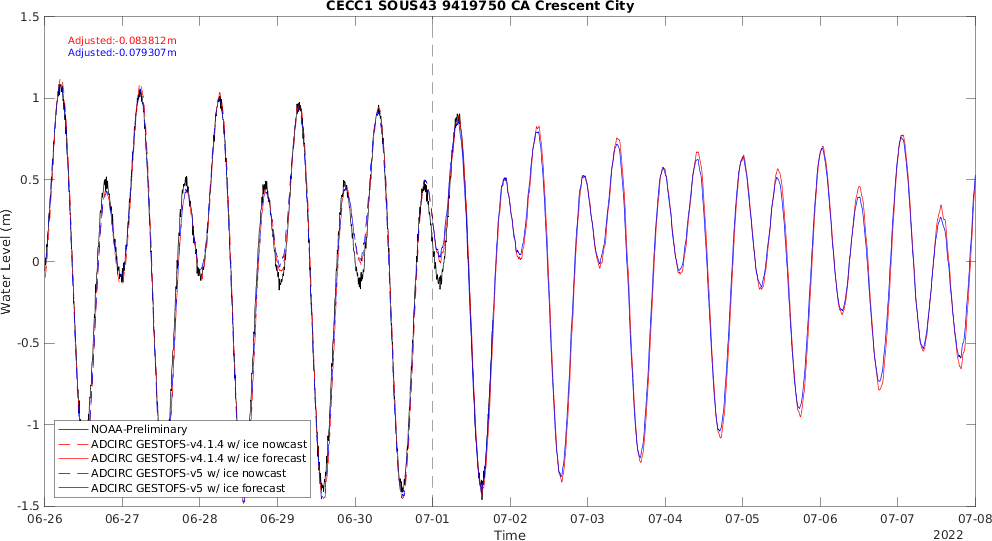 CECC1 SOUS43 9419750 CA Crescent City
Adjusted:-0.083812m
Adjusted:-0.079307m
1.5
1
0.5
0
-0.5
-1
-1.5
Water Level (m)
NOAA-Preliminary
ADCIRC GESTOFS-v4.1.4 w/ ice nowcast
ADCIRC GESTOFS-v4.1.4 w/ ice forecast
ADCIRC GESTOFS-v5 w/ ice nowcast
ADCIRC GESTOFS-v5 w/ ice forecast
06-26 06-27 06-28 06-29 06-30 07-01 07-02 07-03 07-04 07-05 07-06 07-07 07-08
Time
2022